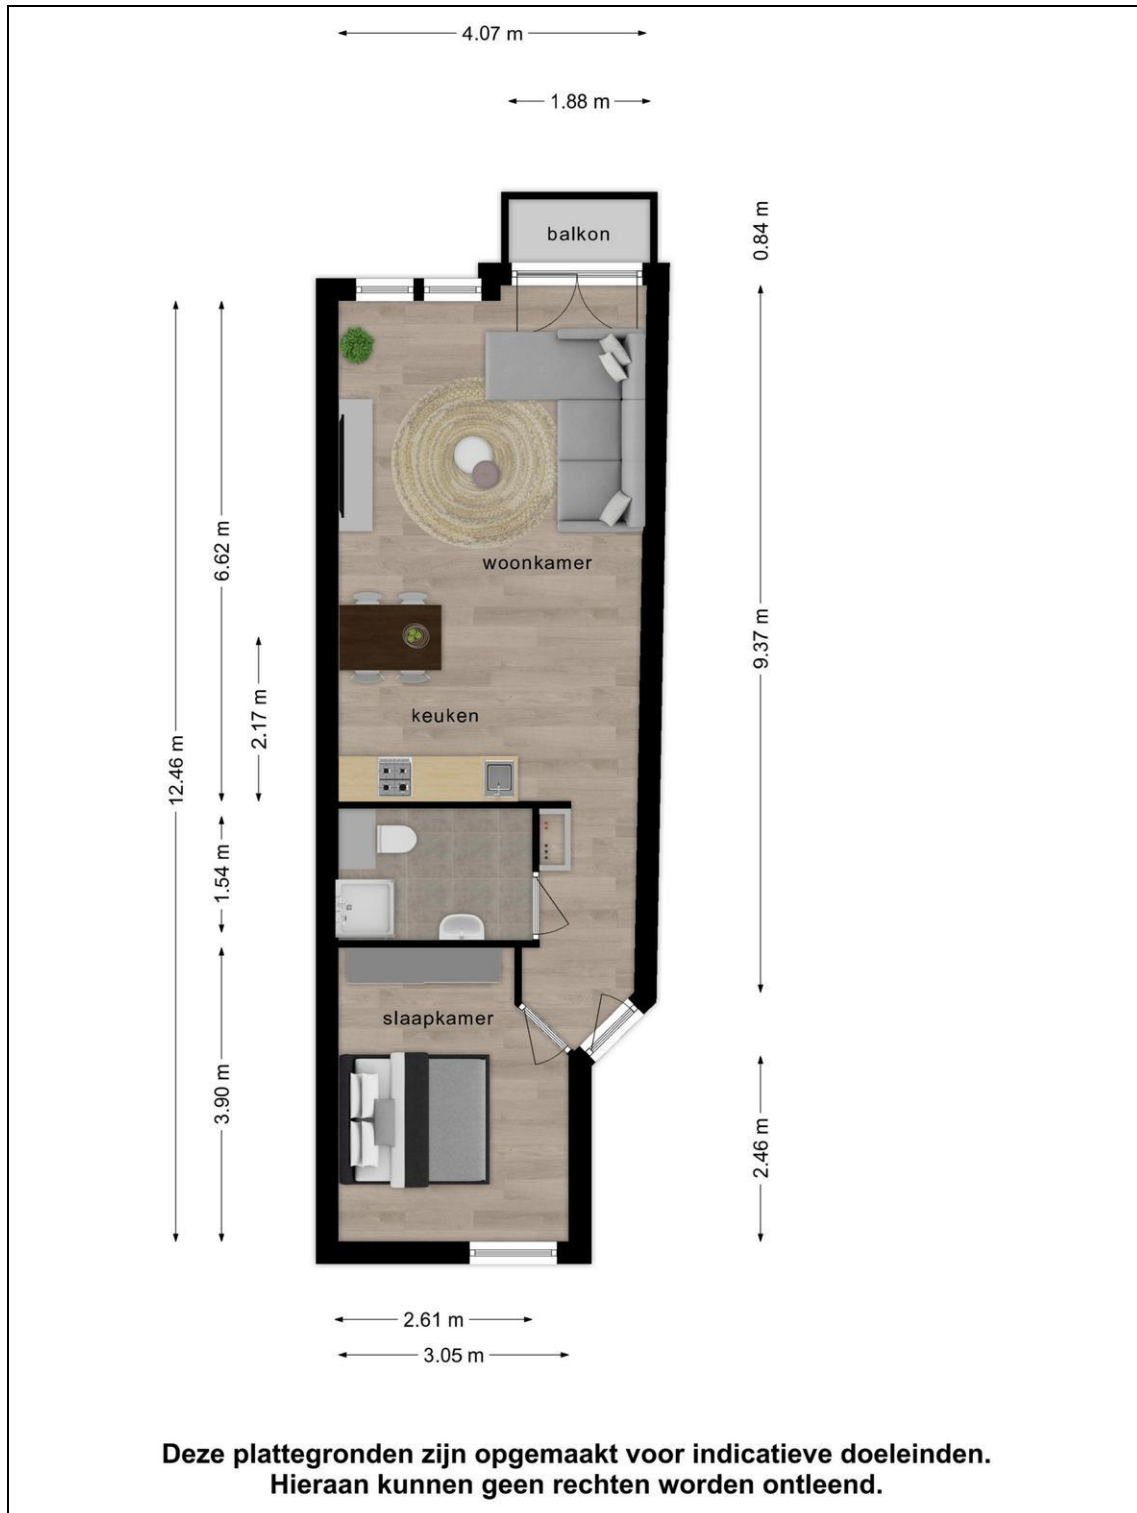 4.07 m
1.88 m
balkon
0.84 m
woonkamer
6.62 m
9.37 m
2.17 m
keuken
12.46 m
1.54 m
slaapkamer
3.90 m
2.46 m
2.61 m
3.05 m
Deze plattegronden zijn opgemaakt voor indicatieve doeleinden.
Hieraan kunnen geen rechten worden ontleend.